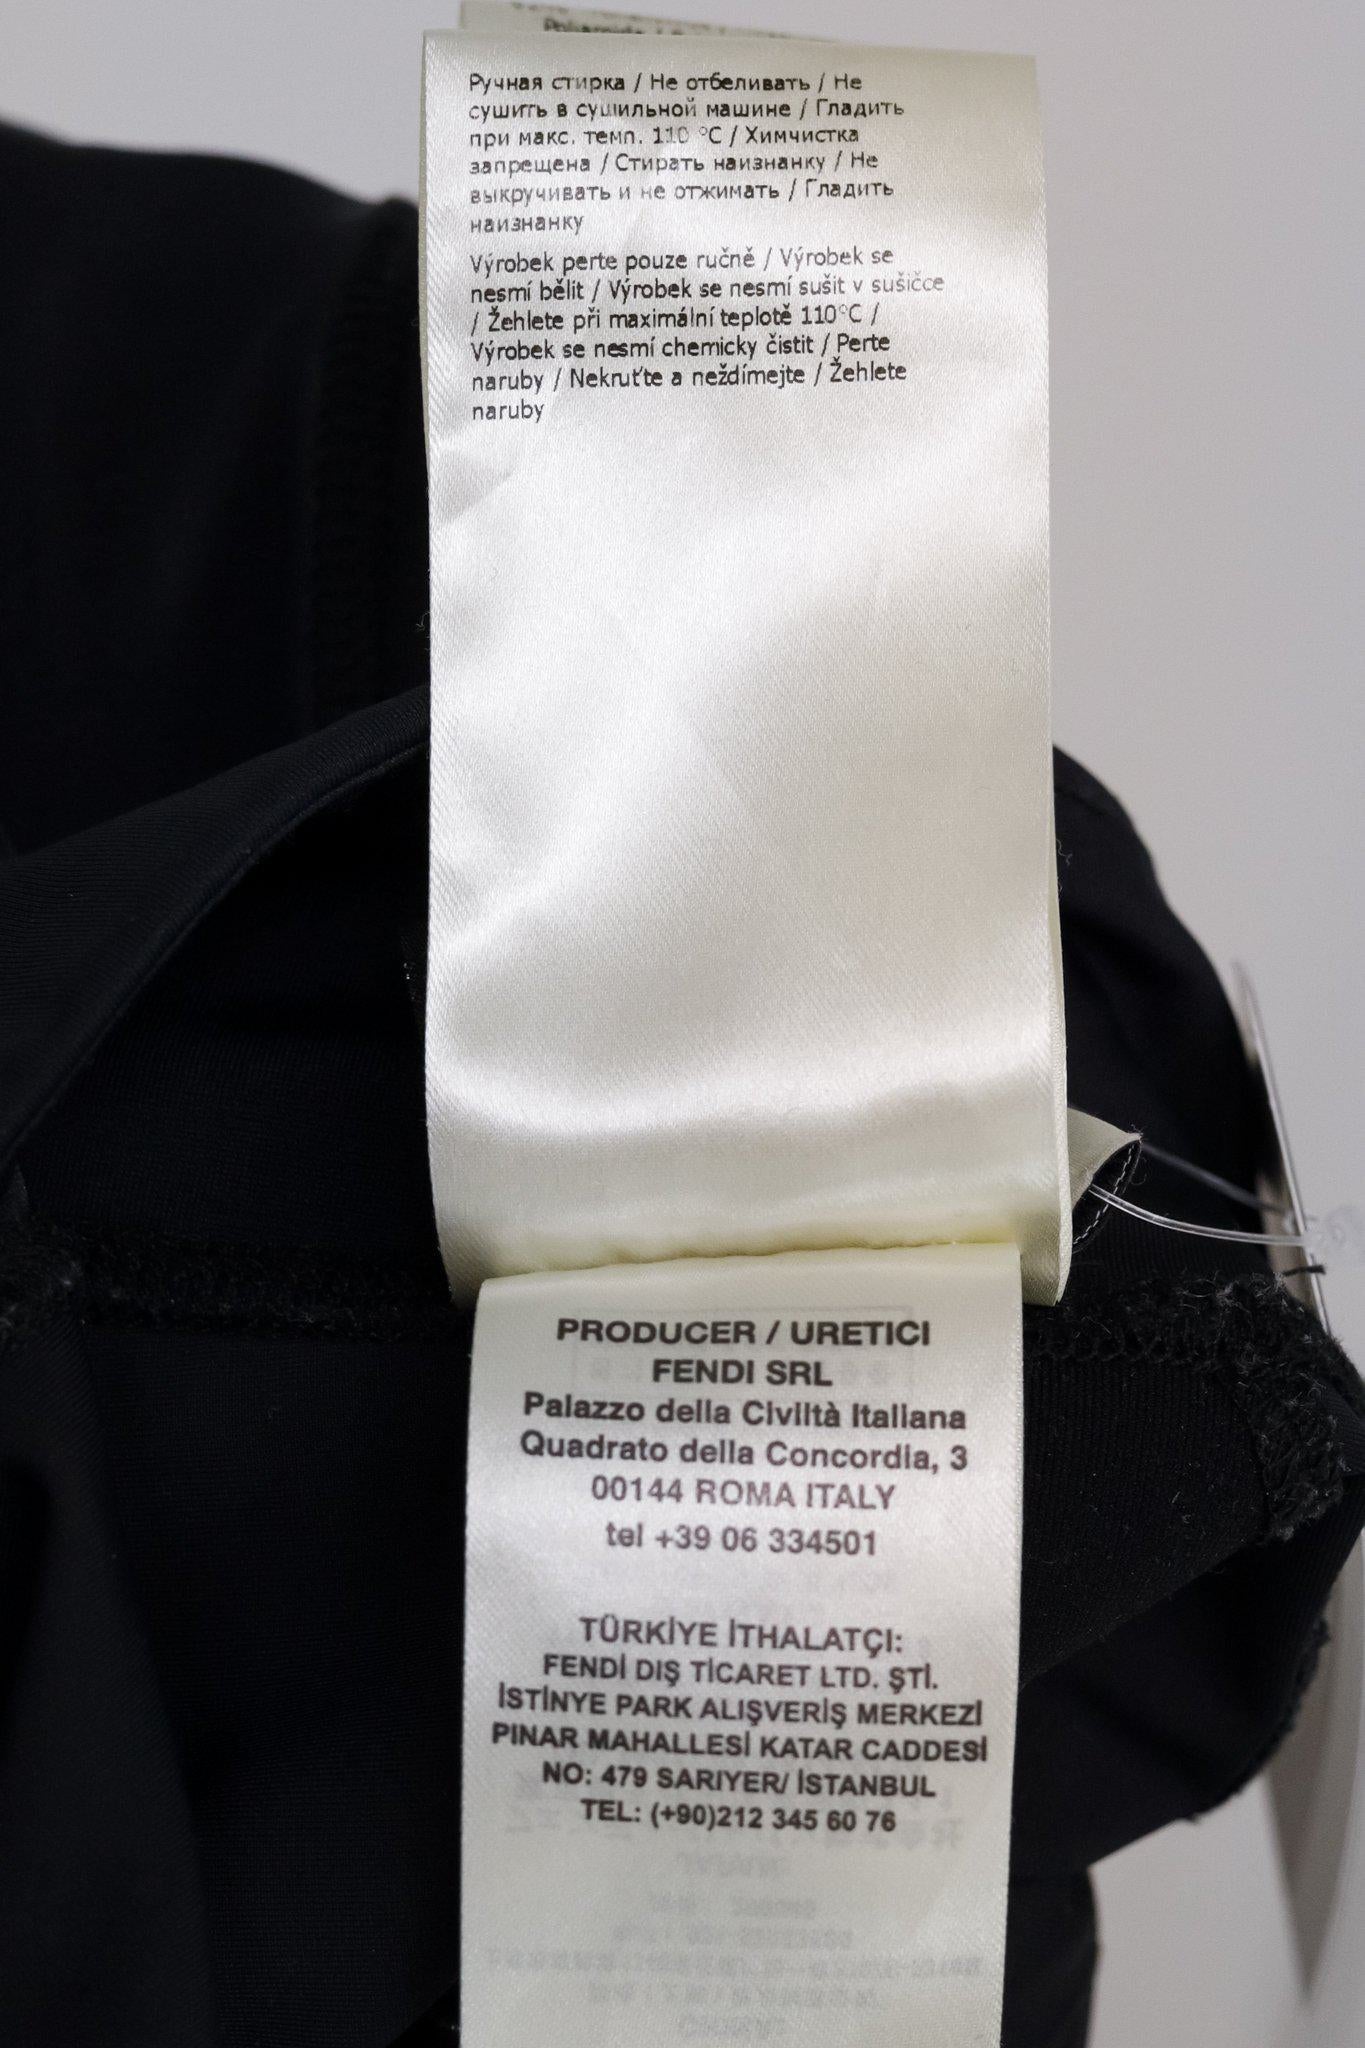 Ручная стирка / Не отбеливать / Не
сушить в сушильной машине / Гладить
при макс. темп. 110 °C / Химчистка
запрещена / Стирать наизнанку / Не
выкручивать и не отжимать / Гладить
наизнанку
Výrobek perte pouze ručně / Výrobek se
nesmí bělit / Výrobek se nesmí sušit v sušičce
/ Žehlete při maximální teplotě 110°C /
Výrobek se nesmí chemicky čistit / Perte
naruby / Nekruťte a neždímejte / Žehlete
naruby
PRODUCER / URETICI
FENDI SRL
Palazzo della Civiltà Italiana
Quadrato della Concordia, 3
00144 ROMA ITALY
tel +39 06 334501
TÜRKİYE İTHALATÇI:
FENDİ DIŞ TİCARET LTD. ŞTİ.
İSTİNYE PARK ALIŞVERİŞ MERKEZİ
PINAR MAHALLESİ KATAR CADDESİ
NO: 479 SARIYER/ İSTANBUL
TEL: (+90)212 345 60 76